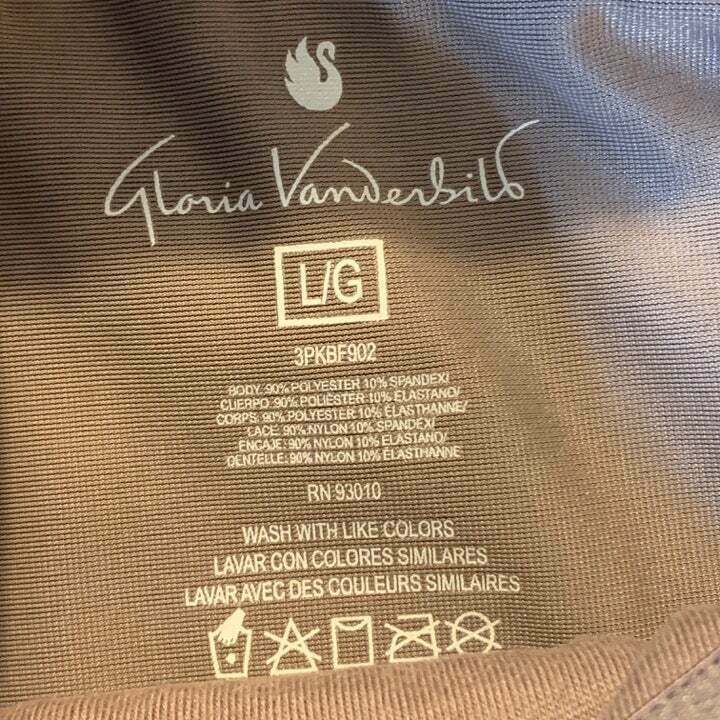 Gloria Vanderbilt
L/G
3PKBF902
BODY: 90% POLYESTER 10% SPANDEX/
CUERPO: 90% POLIÉSTER 10% ELASTANO/
CORPS: 90% POLYESTER 10% ÉLASTHANNE/
LACE: 90% NYLON 10% SPANDEX/
ENCAJE: 90% NYLON 10% ELASTANO/
DENTELLE: 90% NYLON 10% ÉLASTHANNE
RN 93010
WASH WITH LIKE COLORS
LAVAR CON COLORES SIMILARES
LAVAR AVEC DES COULEURS SIMILAIRES